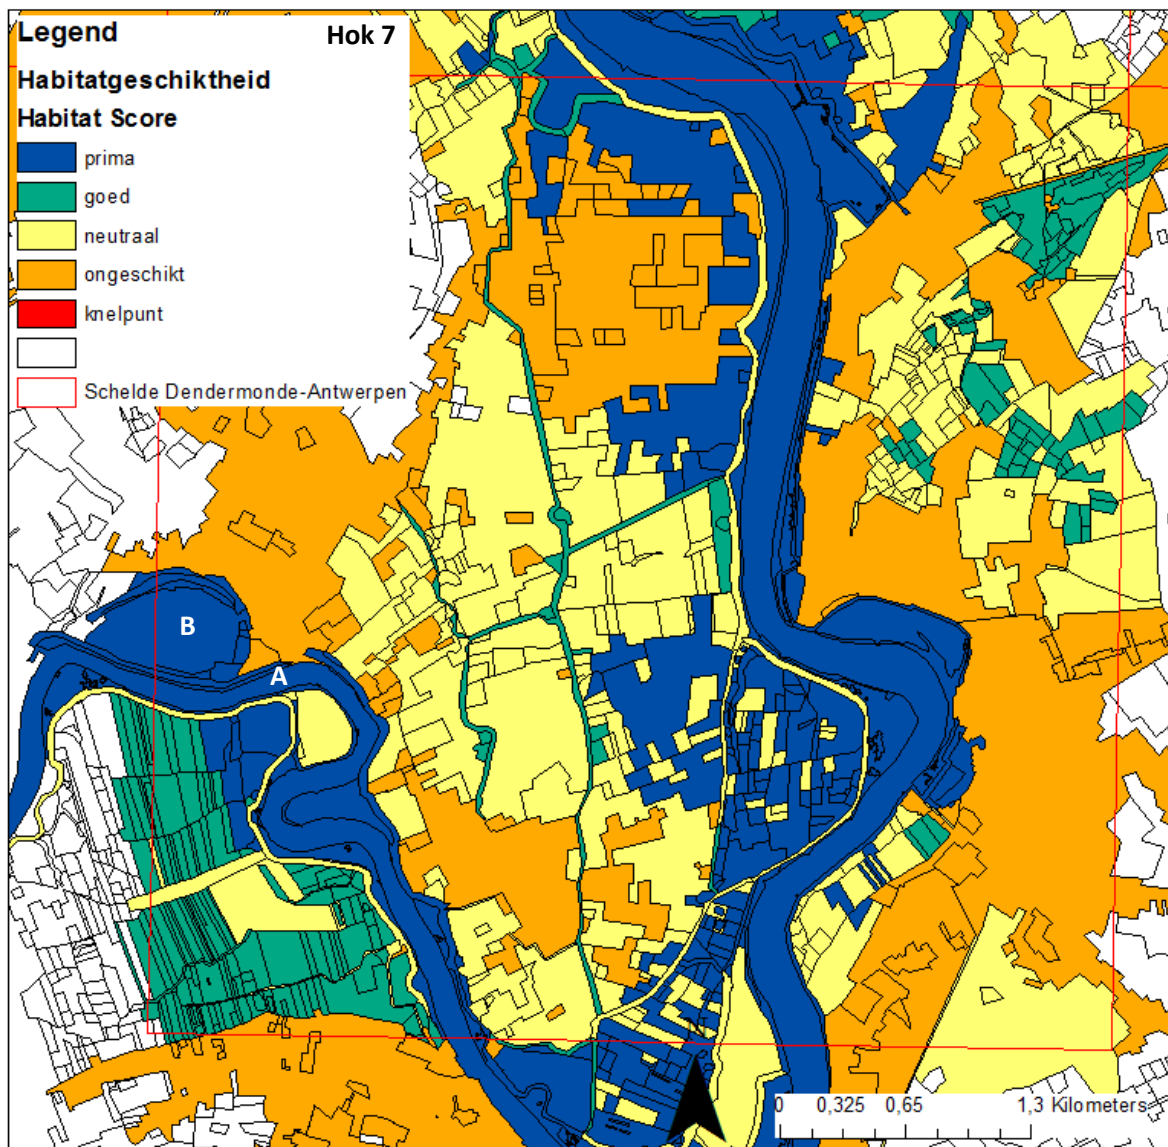 Legend
Hok 7
Habitatgeschiktheid
Habitat Score
prima
goed
neutraal
ongeschikt
knelpunt
Schelde Dendermonde-Antwerpen
B
A
N
0 0,325 0,65 1,3 Kilometers